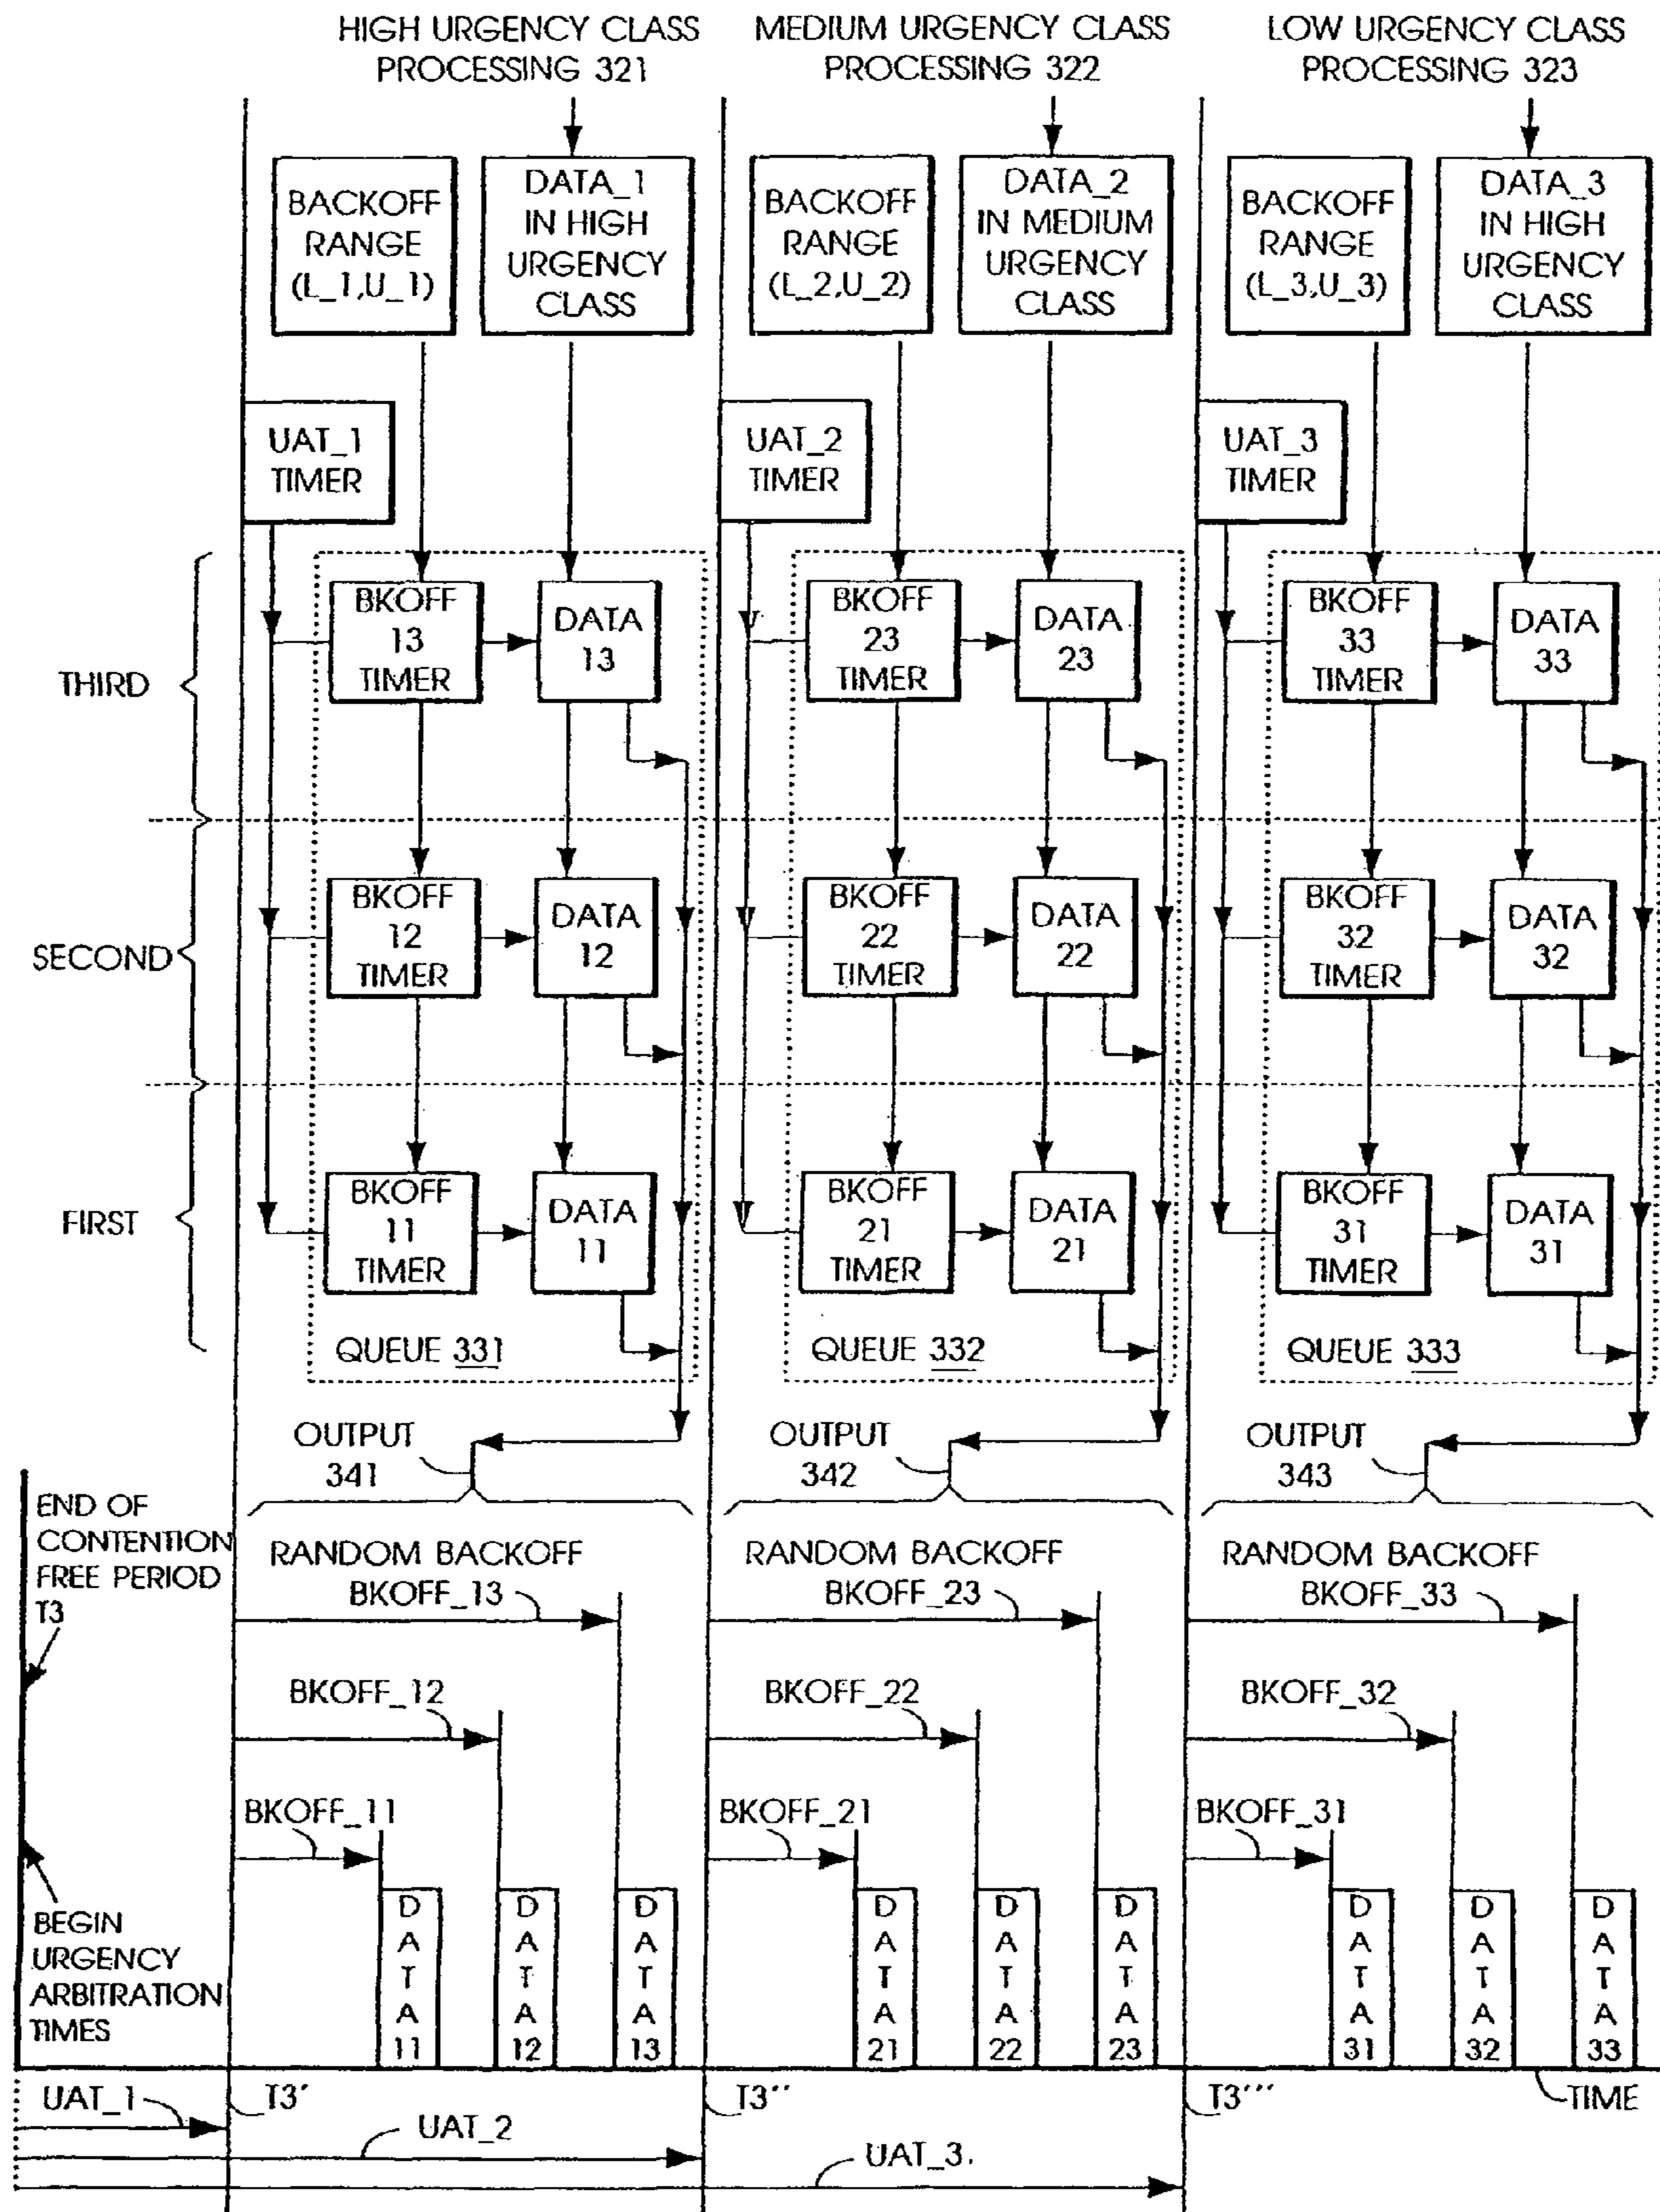 HIGH URGENCY CLASS
PROCESSING 321
MEDIUM URGENCY CLASS
PROCESSING 322
LOW URGENCY CLASS
PROCESSING 323
BACKOFF
RANGE
(L_1,U_1)
DATA_1
IN HIGH
URGENCY
CLASS
BACKOFF
RANGE
(L_2,U_2)
DATA_2
IN MEDIUM
URGENCY
CLASS
BACKOFF
RANGE
(L_3,U_3)
DATA_3
IN HIGH
URGENCY
CLASS
UAT_1
TIMER
UAT_2
TIMER
UAT_3
TIMER
THIRD
BKOFF
13
TIMER
DATA
13
BKOFF
23
TIMER
DATA
23
BKOFF
33
TIMER
DATA
33
SECOND
BKOFF
12
TIMER
DATA
12
BKOFF
22
TIMER
DATA
22
BKOFF
32
TIMER
DATA
32
FIRST
BKOFF
11
TIMER
DATA
11
BKOFF
21
TIMER
DATA
21
BKOFF
31
TIMER
DATA
31
QUEUE 331
QUEUE 332
QUEUE 333
OUTPUT
341
OUTPUT
342
OUTPUT
343
END OF
CONTENTION
FREE PERIOD
T3
RANDOM BACKOFF
BKOFF_13
RANDOM BACKOFF
BKOFF_23
RANDOM BACKOFF
BKOFF_33
BKOFF_12
BKOFF_22
BKOFF_32
BKOFF_11
BKOFF_21
BKOFF_31
BEGIN
URGENCY
ARBITRATION
TIMES
DATA 11
DATA 12
DATA 13
DATA 21
DATA 22
DATA 23
DATA 31
DATA 32
DATA 33
UAT_1
T3'
T3''
T3'''
TIME
UAT_2
UAT_3.